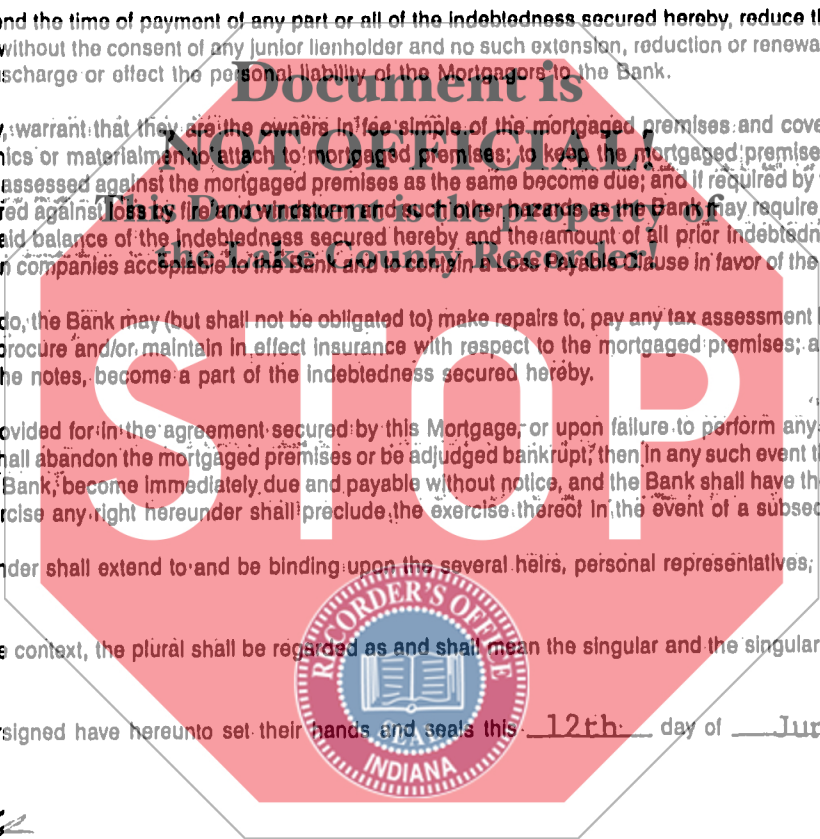 nd the time of payment of any part or all of the indebtedness secured hereby, reduce th
without the consent of any junior lienholder and no such extension, reduction or renewa
scharge or effect the personal liability of the Mortgagors to the Bank.
Document is
, warrant that they are the owners in fee simple of the mortgaged premises and cove
NOT OFFICIAL!
ics or materialmen to attach to mortgaged premises; to keep the mortgaged premise
assessed against the mortgaged premises as the same become due; and if required by
This Document is the property of
red against loss by fire and windstorm and such other hazards as the Bank may require
aid balance of the indebtedness secured hereby and the amount of all prior indebtedn
the Lake County Recorder!
n companies acceptable to the Bank and to contain a Loss Payable Clause in favor of the
do, the Bank may (but shall not be obligated to) make repairs to, pay any tax assessment
procure and/or maintain in effect insurance with respect to the mortgaged premises; a
he notes, become a part of the indebtedness secured hereby.
STOP
ovided for in the agreement secured by this Mortgage, or upon failure to perform any
hall abandon the mortgaged premises or be adjudged bankrupt, then in any such event t
Bank, become immediately due and payable without notice, and the Bank shall have th
rcise any right hereunder shall preclude the exercise thereof in the event of a subsec
nder shall extend to and be binding upon the several heirs, personal representatives;
RECORDER'S OFFICE
e context, the plural shall be regarded as and shall mean the singular and the singular
rsigned have hereunto set their hands and seals this 12th day of Jun
SEAL
INDIANA